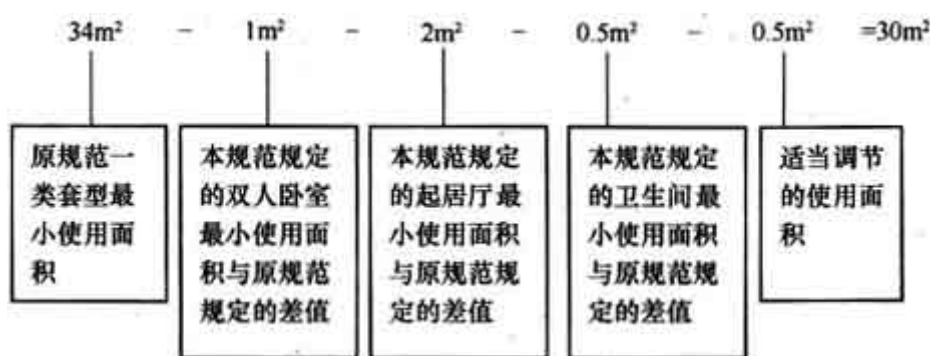 34m² － 1m² － 2m² － 0.5m² － 0.5m² =30m²
原规范一
类套型最
小使用面
积
本规范规定
的双人卧室
最小使用面
积与原规范
规定的差值
本规范规定
的起居厅最
小使用面积
与原规范规
定的差值
本规范规定
的卫生间最
小使用面积
与原规范规
定的差值
适当调节
的使用面
积